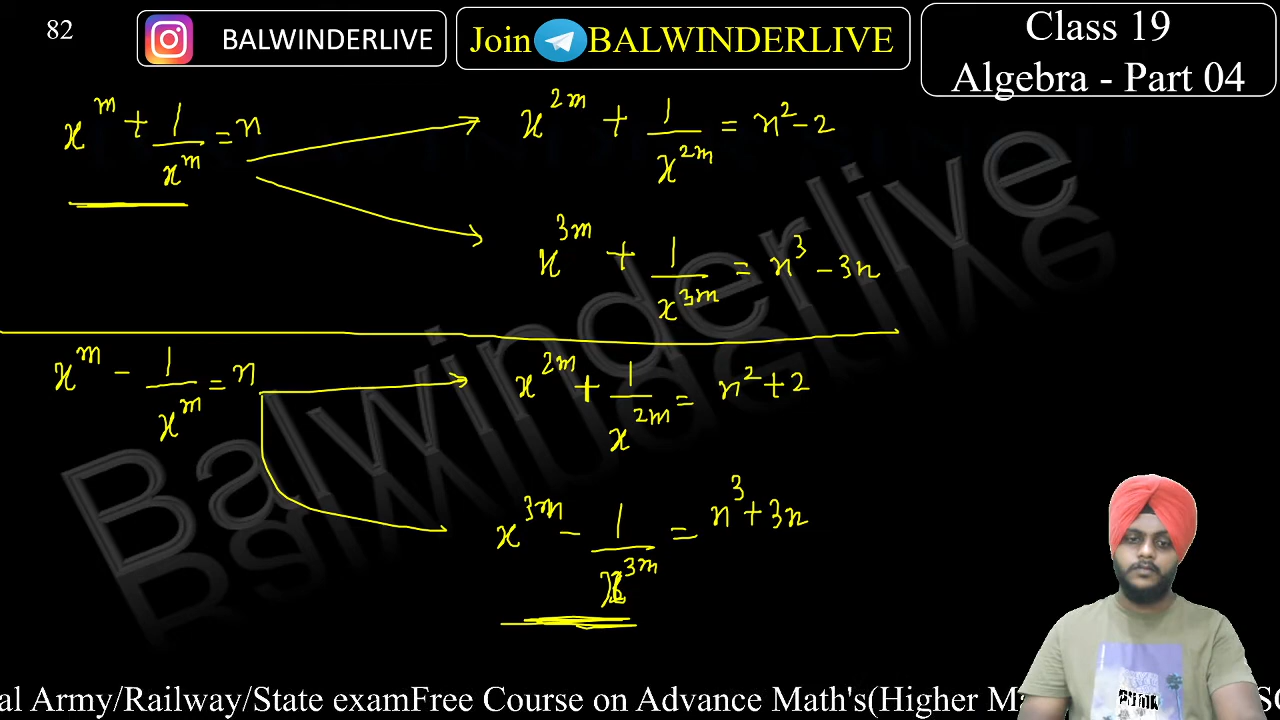 82
BALWINDERLIVE
Join BALWINDERLIVE
Class 19
Algebra - Part 04
x^m + 1/x^m = n
x^{2m} + 1/x^{2m} = n² - 2
x^{3m} + 1/x^{3m} = n³ - 3n
x^m - 1/x^m = n
x^{2m} + 1/x^{2m} = n² + 2
x^{3m} - 1/x^{3m} = n³ + 3n
Balwinderlive
al Army/Railway/State examFree Course on Advance Math's(Higher M